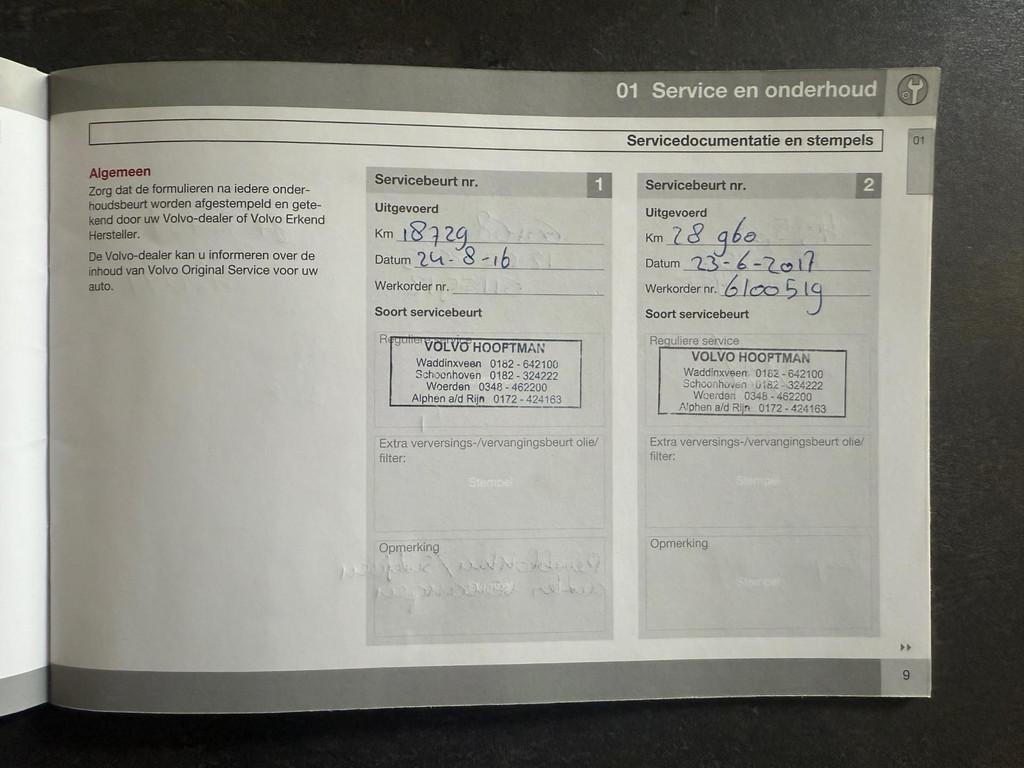 01 Service en onderhoud
Servicedocumentatie en stempels
01
Algemeen
Zorg dat de formulieren na iedere onder-
houdsbeurt worden afgestempeld en gete-
kend door uw Volvo-dealer of Volvo Erkend
Hersteller.
De Volvo-dealer kan u informeren over de
inhoud van Volvo Original Service voor uw
auto.
Servicebeurt nr. 1
Uitgevoerd
Km 18729
Datum 24-8-16
Werkorder nr.
Soort servicebeurt
Reguliere service
VOLVO HOOFTMAN
Waddinxveen 0182 - 642100
Schoonhoven 0182 - 324222
Woerden 0348 - 462200
Alphen a/d Rijn 0172 - 424163
Extra verversings-/vervangingsbeurt olie/
filter:
Stempel
Opmerking
Servicebeurt nr. 2
Uitgevoerd
Km 28 960
Datum 23-6-2017
Werkorder nr. 6100519
Soort servicebeurt
Reguliere service
VOLVO HOOFTMAN
Waddinxveen 0182 - 642100
Schoonhoven 0182 - 324222
Woerden 0348 - 462200
Alphen a/d Rijn 0172 - 424163
Extra verversings-/vervangingsbeurt olie/
filter:
Stempel
Opmerking
Stempel
9